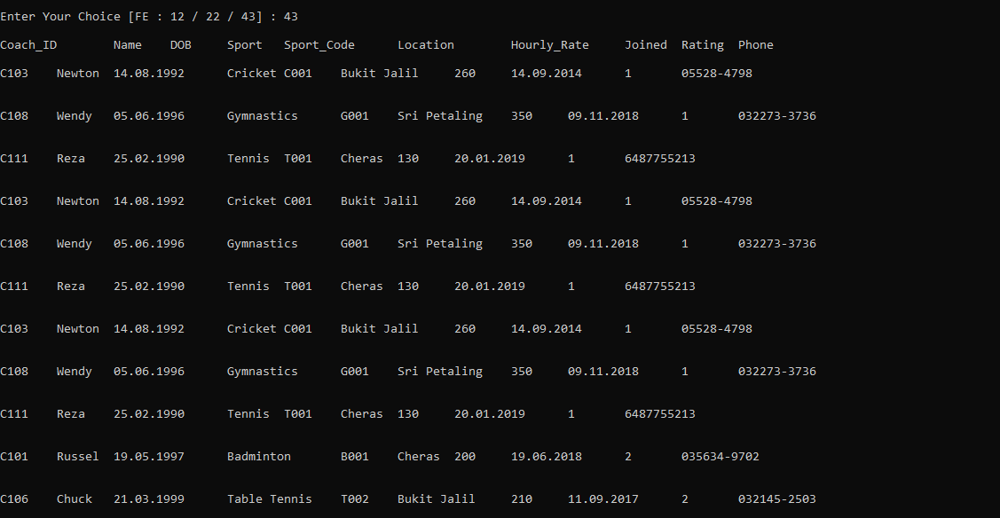 Enter Your Choice [FE : 12 / 22 / 43] : 43
Coach_ID Name DOB Sport Sport_Code Location Hourly_Rate Joined Rating Phone
C103 Newton 14.08.1992 Cricket C001 Bukit Jalil 260 14.09.2014 1 05528-4798
C108 Wendy 05.06.1996 Gymnastics G001 Sri Petaling 350 09.11.2018 1 032273-3736
C111 Reza 25.02.1990 Tennis T001 Cheras 130 20.01.2019 1 6487755213
C103 Newton 14.08.1992 Cricket C001 Bukit Jalil 260 14.09.2014 1 05528-4798
C108 Wendy 05.06.1996 Gymnastics G001 Sri Petaling 350 09.11.2018 1 032273-3736
C111 Reza 25.02.1990 Tennis T001 Cheras 130 20.01.2019 1 6487755213
C103 Newton 14.08.1992 Cricket C001 Bukit Jalil 260 14.09.2014 1 05528-4798
C108 Wendy 05.06.1996 Gymnastics G001 Sri Petaling 350 09.11.2018 1 032273-3736
C111 Reza 25.02.1990 Tennis T001 Cheras 130 20.01.2019 1 6487755213
C101 Russel 19.05.1997 Badminton B001 Cheras 200 19.06.2018 2 035634-9702
C106 Chuck 21.03.1999 Table Tennis T002 Bukit Jalil 210 11.09.2017 2 032145-2503